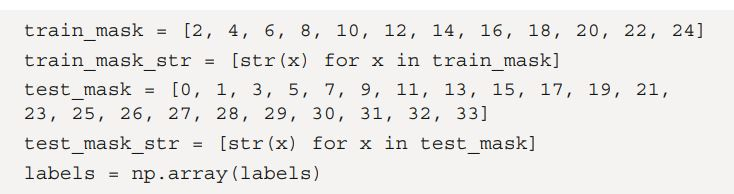 train_mask = [2, 4, 6, 8, 10, 12, 14, 16, 18, 20, 22, 24]
train_mask_str = [str(x) for x in train_mask]
test_mask = [0, 1, 3, 5, 7, 9, 11, 13, 15, 17, 19, 21,
23, 25, 26, 27, 28, 29, 30, 31, 32, 33]
test_mask_str = [str(x) for x in test_mask]
labels = np.array(labels)